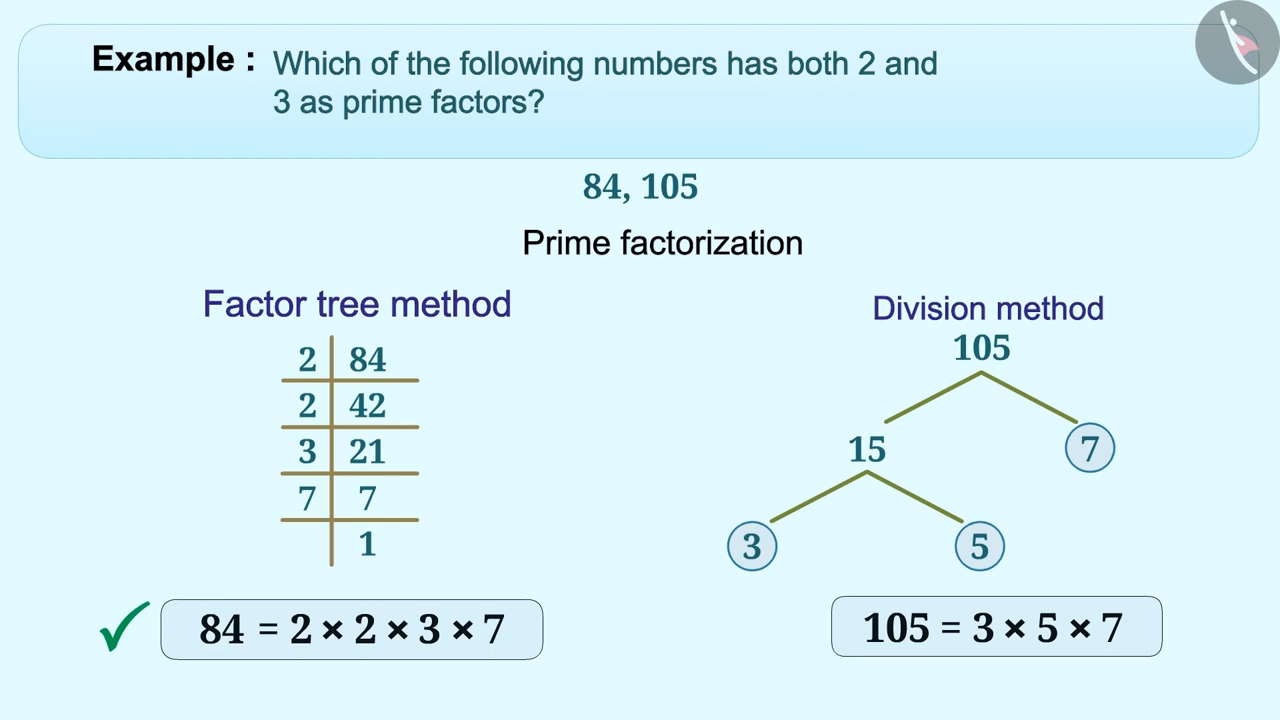 Example : Which of the following numbers has both 2 and
3 as prime factors?
84, 105
Prime factorization
Factor tree method
2 84
2 42
3 21
7 7
1
84 = 2 × 2 × 3 × 7
Division method
105
15 7
3 5
105 = 3 × 5 × 7